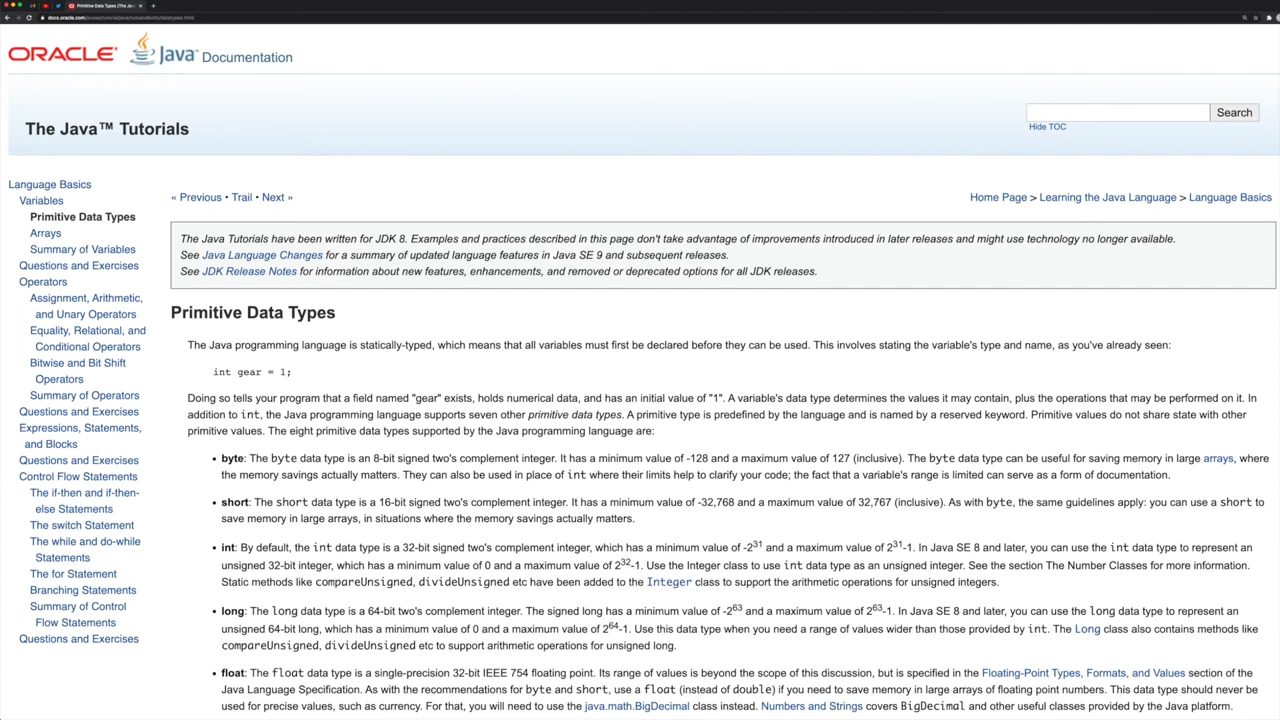 Primitive Data Types (The Jav
docs.oracle.com/javase/tutorial/java/nutsandbolts/datatypes.html
ORACLE Java Documentation
The Java™ Tutorials
Search
Hide TOC
Language Basics
Variables
Primitive Data Types
Arrays
Summary of Variables
Questions and Exercises
Operators
Assignment, Arithmetic,
and Unary Operators
Equality, Relational, and
Conditional Operators
Bitwise and Bit Shift
Operators
Summary of Operators
Questions and Exercises
Expressions, Statements,
and Blocks
Questions and Exercises
Control Flow Statements
The if-then and if-then-
else Statements
The switch Statement
The while and do-while
Statements
The for Statement
Branching Statements
Summary of Control
Flow Statements
Questions and Exercises
« Previous • Trail • Next »
Home Page > Learning the Java Language > Language Basics
The Java Tutorials have been written for JDK 8. Examples and practices described in this page don't take advantage of improvements introduced in later releases and might use technology no longer available.
See Java Language Changes for a summary of updated language features in Java SE 9 and subsequent releases.
See JDK Release Notes for information about new features, enhancements, and removed or deprecated options for all JDK releases.
Primitive Data Types
The Java programming language is statically-typed, which means that all variables must first be declared before they can be used. This involves stating the variable's type and name, as you've already seen:
int gear = 1;
Doing so tells your program that a field named "gear" exists, holds numerical data, and has an initial value of "1". A variable's data type determines the values it may contain, plus the operations that may be performed on it. In
addition to int, the Java programming language supports seven other primitive data types. A primitive type is predefined by the language and is named by a reserved keyword. Primitive values do not share state with other
primitive values. The eight primitive data types supported by the Java programming language are:
• byte: The byte data type is an 8-bit signed two's complement integer. It has a minimum value of -128 and a maximum value of 127 (inclusive). The byte data type can be useful for saving memory in large arrays, where
the memory savings actually matters. They can also be used in place of int where their limits help to clarify your code; the fact that a variable's range is limited can serve as a form of documentation.
• short: The short data type is a 16-bit signed two's complement integer. It has a minimum value of -32,768 and a maximum value of 32,767 (inclusive). As with byte, the same guidelines apply: you can use a short to
save memory in large arrays, in situations where the memory savings actually matters.
• int: By default, the int data type is a 32-bit signed two's complement integer, which has a minimum value of -2³¹ and a maximum value of 2³¹-1. In Java SE 8 and later, you can use the int data type to represent an
unsigned 32-bit integer, which has a minimum value of 0 and a maximum value of 2³²-1. Use the Integer class to use int data type as an unsigned integer. See the section The Number Classes for more information.
Static methods like compareUnsigned, divideUnsigned etc have been added to the Integer class to support the arithmetic operations for unsigned integers.
• long: The long data type is a 64-bit two's complement integer. The signed long has a minimum value of -2⁶³ and a maximum value of 2⁶³-1. In Java SE 8 and later, you can use the long data type to represent an
unsigned 64-bit long, which has a minimum value of 0 and a maximum value of 2⁶⁴-1. Use this data type when you need a range of values wider than those provided by int. The Long class also contains methods like
compareUnsigned, divideUnsigned etc to support arithmetic operations for unsigned long.
• float: The float data type is a single-precision 32-bit IEEE 754 floating point. Its range of values is beyond the scope of this discussion, but is specified in the Floating-Point Types, Formats, and Values section of the
Java Language Specification. As with the recommendations for byte and short, use a float (instead of double) if you need to save memory in large arrays of floating point numbers. This data type should never be
used for precise values, such as currency. For that, you will need to use the java.math.BigDecimal class instead. Numbers and Strings covers BigDecimal and other useful classes provided by the Java platform.